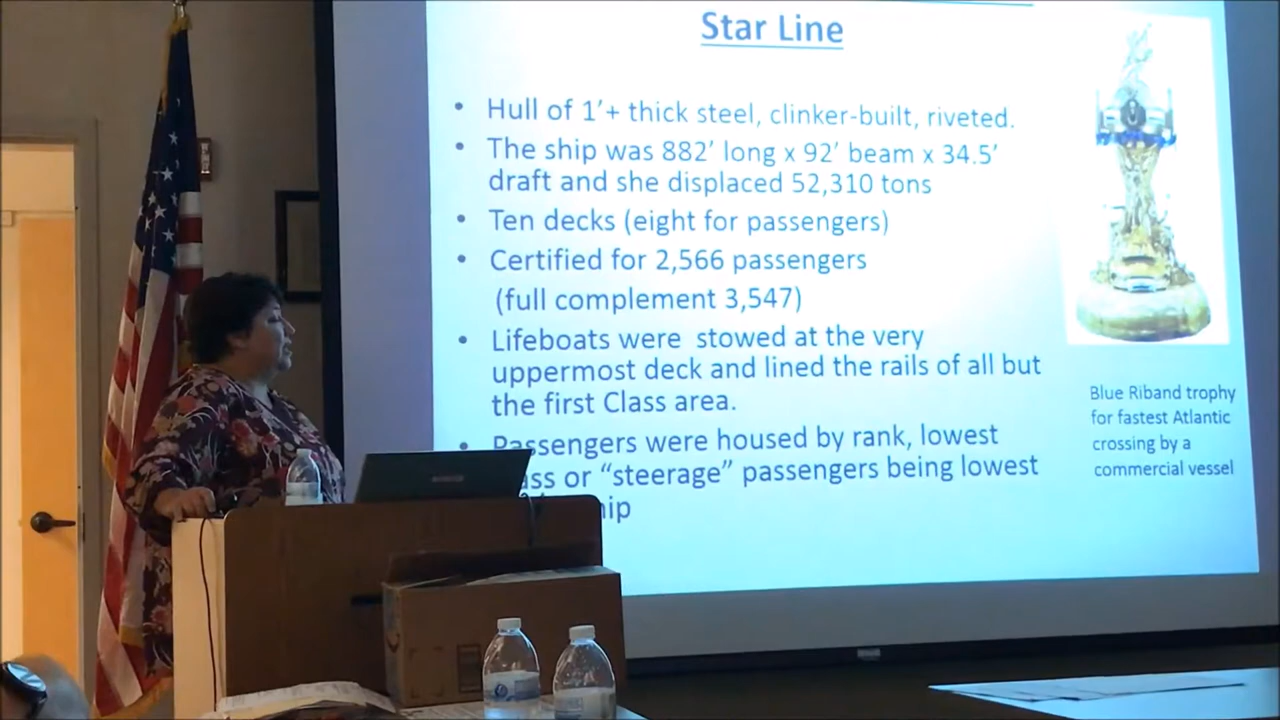 Star Line
• Hull of 1'+ thick steel, clinker-built, riveted.
• The ship was 882' long x 92' beam x 34.5'
draft and she displaced 52,310 tons
• Ten decks (eight for passengers)
• Certified for 2,566 passengers
(full complement 3,547)
• Lifeboats were stowed at the very
uppermost deck and lined the rails of all but
the first Class area.
• Passengers were housed by rank, lowest
or "steerage" passengers being lowest
Blue Riband trophy
for fastest Atlantic
crossing by a
commercial vessel